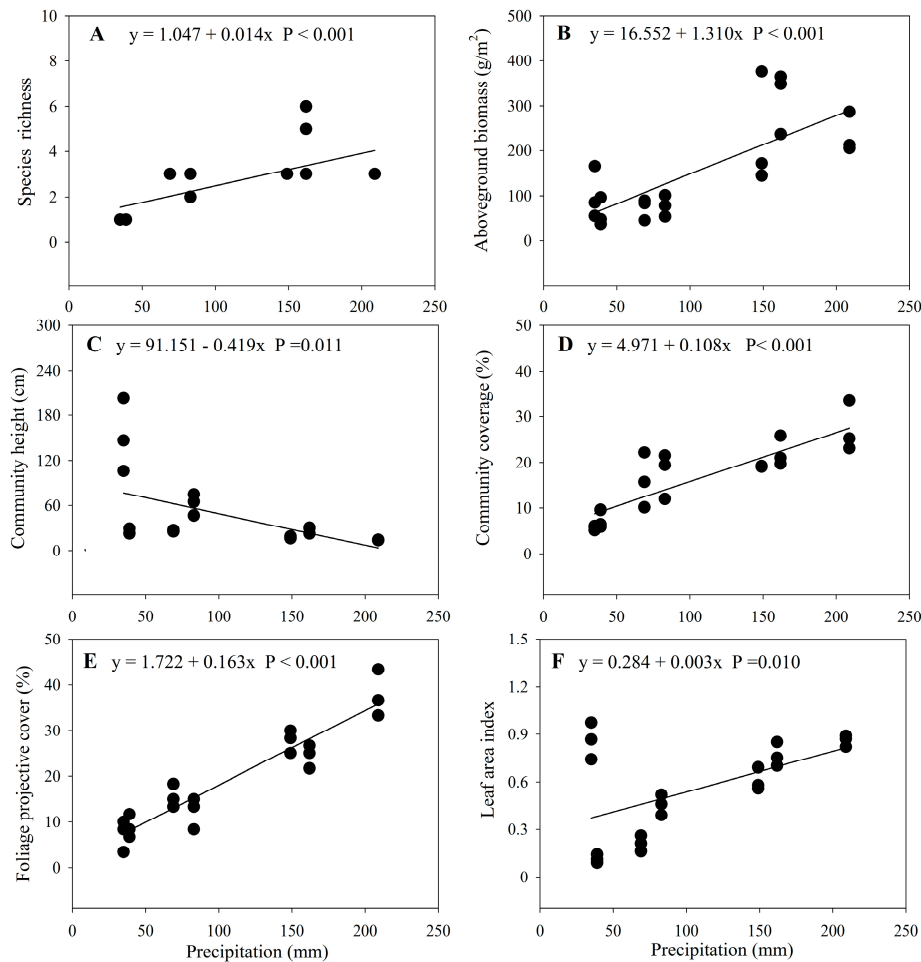 A y = 1.047 + 0.014x P < 0.001
Species richness
10
8
6
4
2
0
0 50 100 150 200 250
B y = 16.552 + 1.310x P < 0.001
Aboveground biomass (g/m²)
500
400
300
200
100
0
0 50 100 150 200 250
C y = 91.151 - 0.419x P =0.011
Community height (cm)
300
240
180
120
60
0
0 50 100 150 200 250
D y = 4.971 + 0.108x P< 0.001
Community coverage (%)
50
40
30
20
10
0
0 50 100 150 200 250
E y = 1.722 + 0.163x P < 0.001
Foliage projective cover (%)
50
40
30
20
10
0
0 50 100 150 200 250
Precipitation (mm)
F y = 0.284 + 0.003x P =0.010
Leaf area index
1.5
1.2
0.9
0.6
0.3
0
0 50 100 150 200 250
Precipitation (mm)